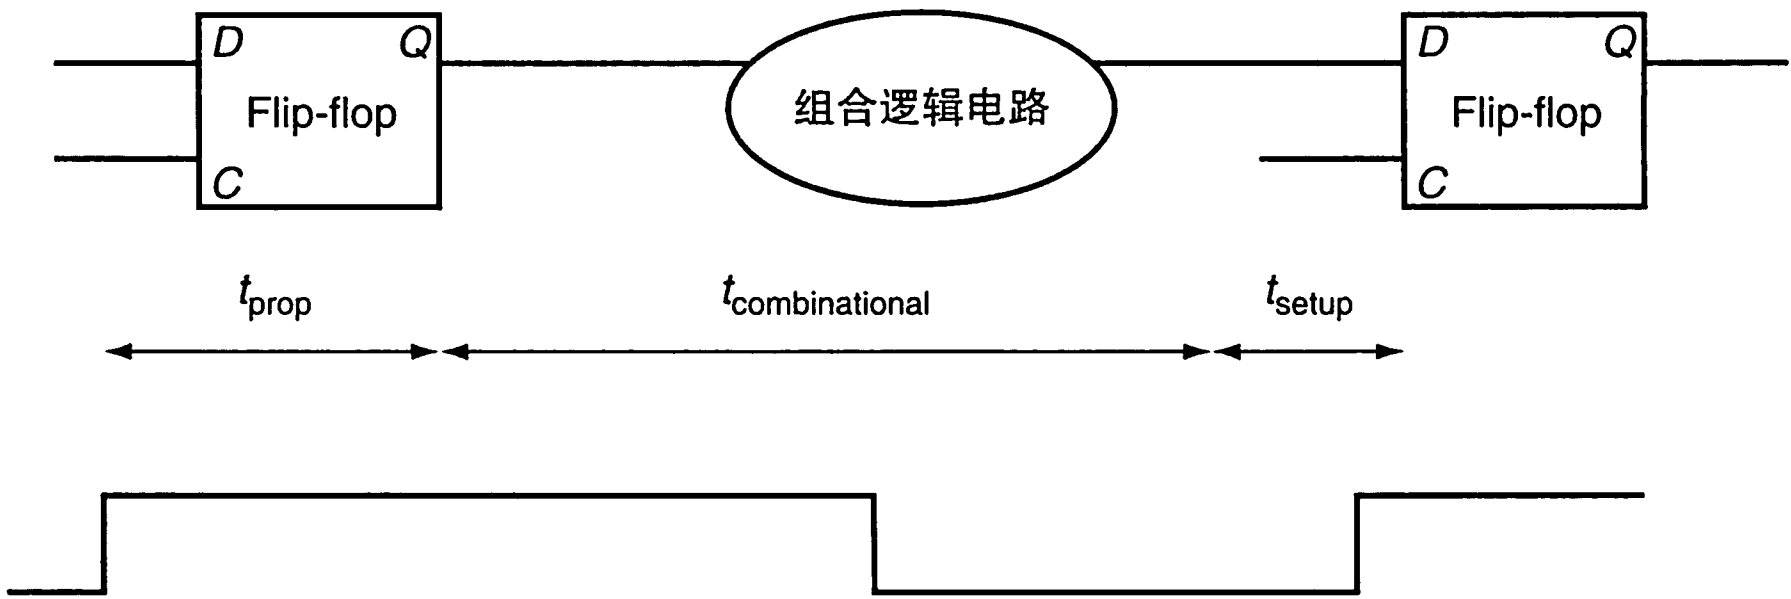 D Q
Flip-flop
C
组合逻辑电路
D Q
Flip-flop
C
tprop
tcombinational
tsetup